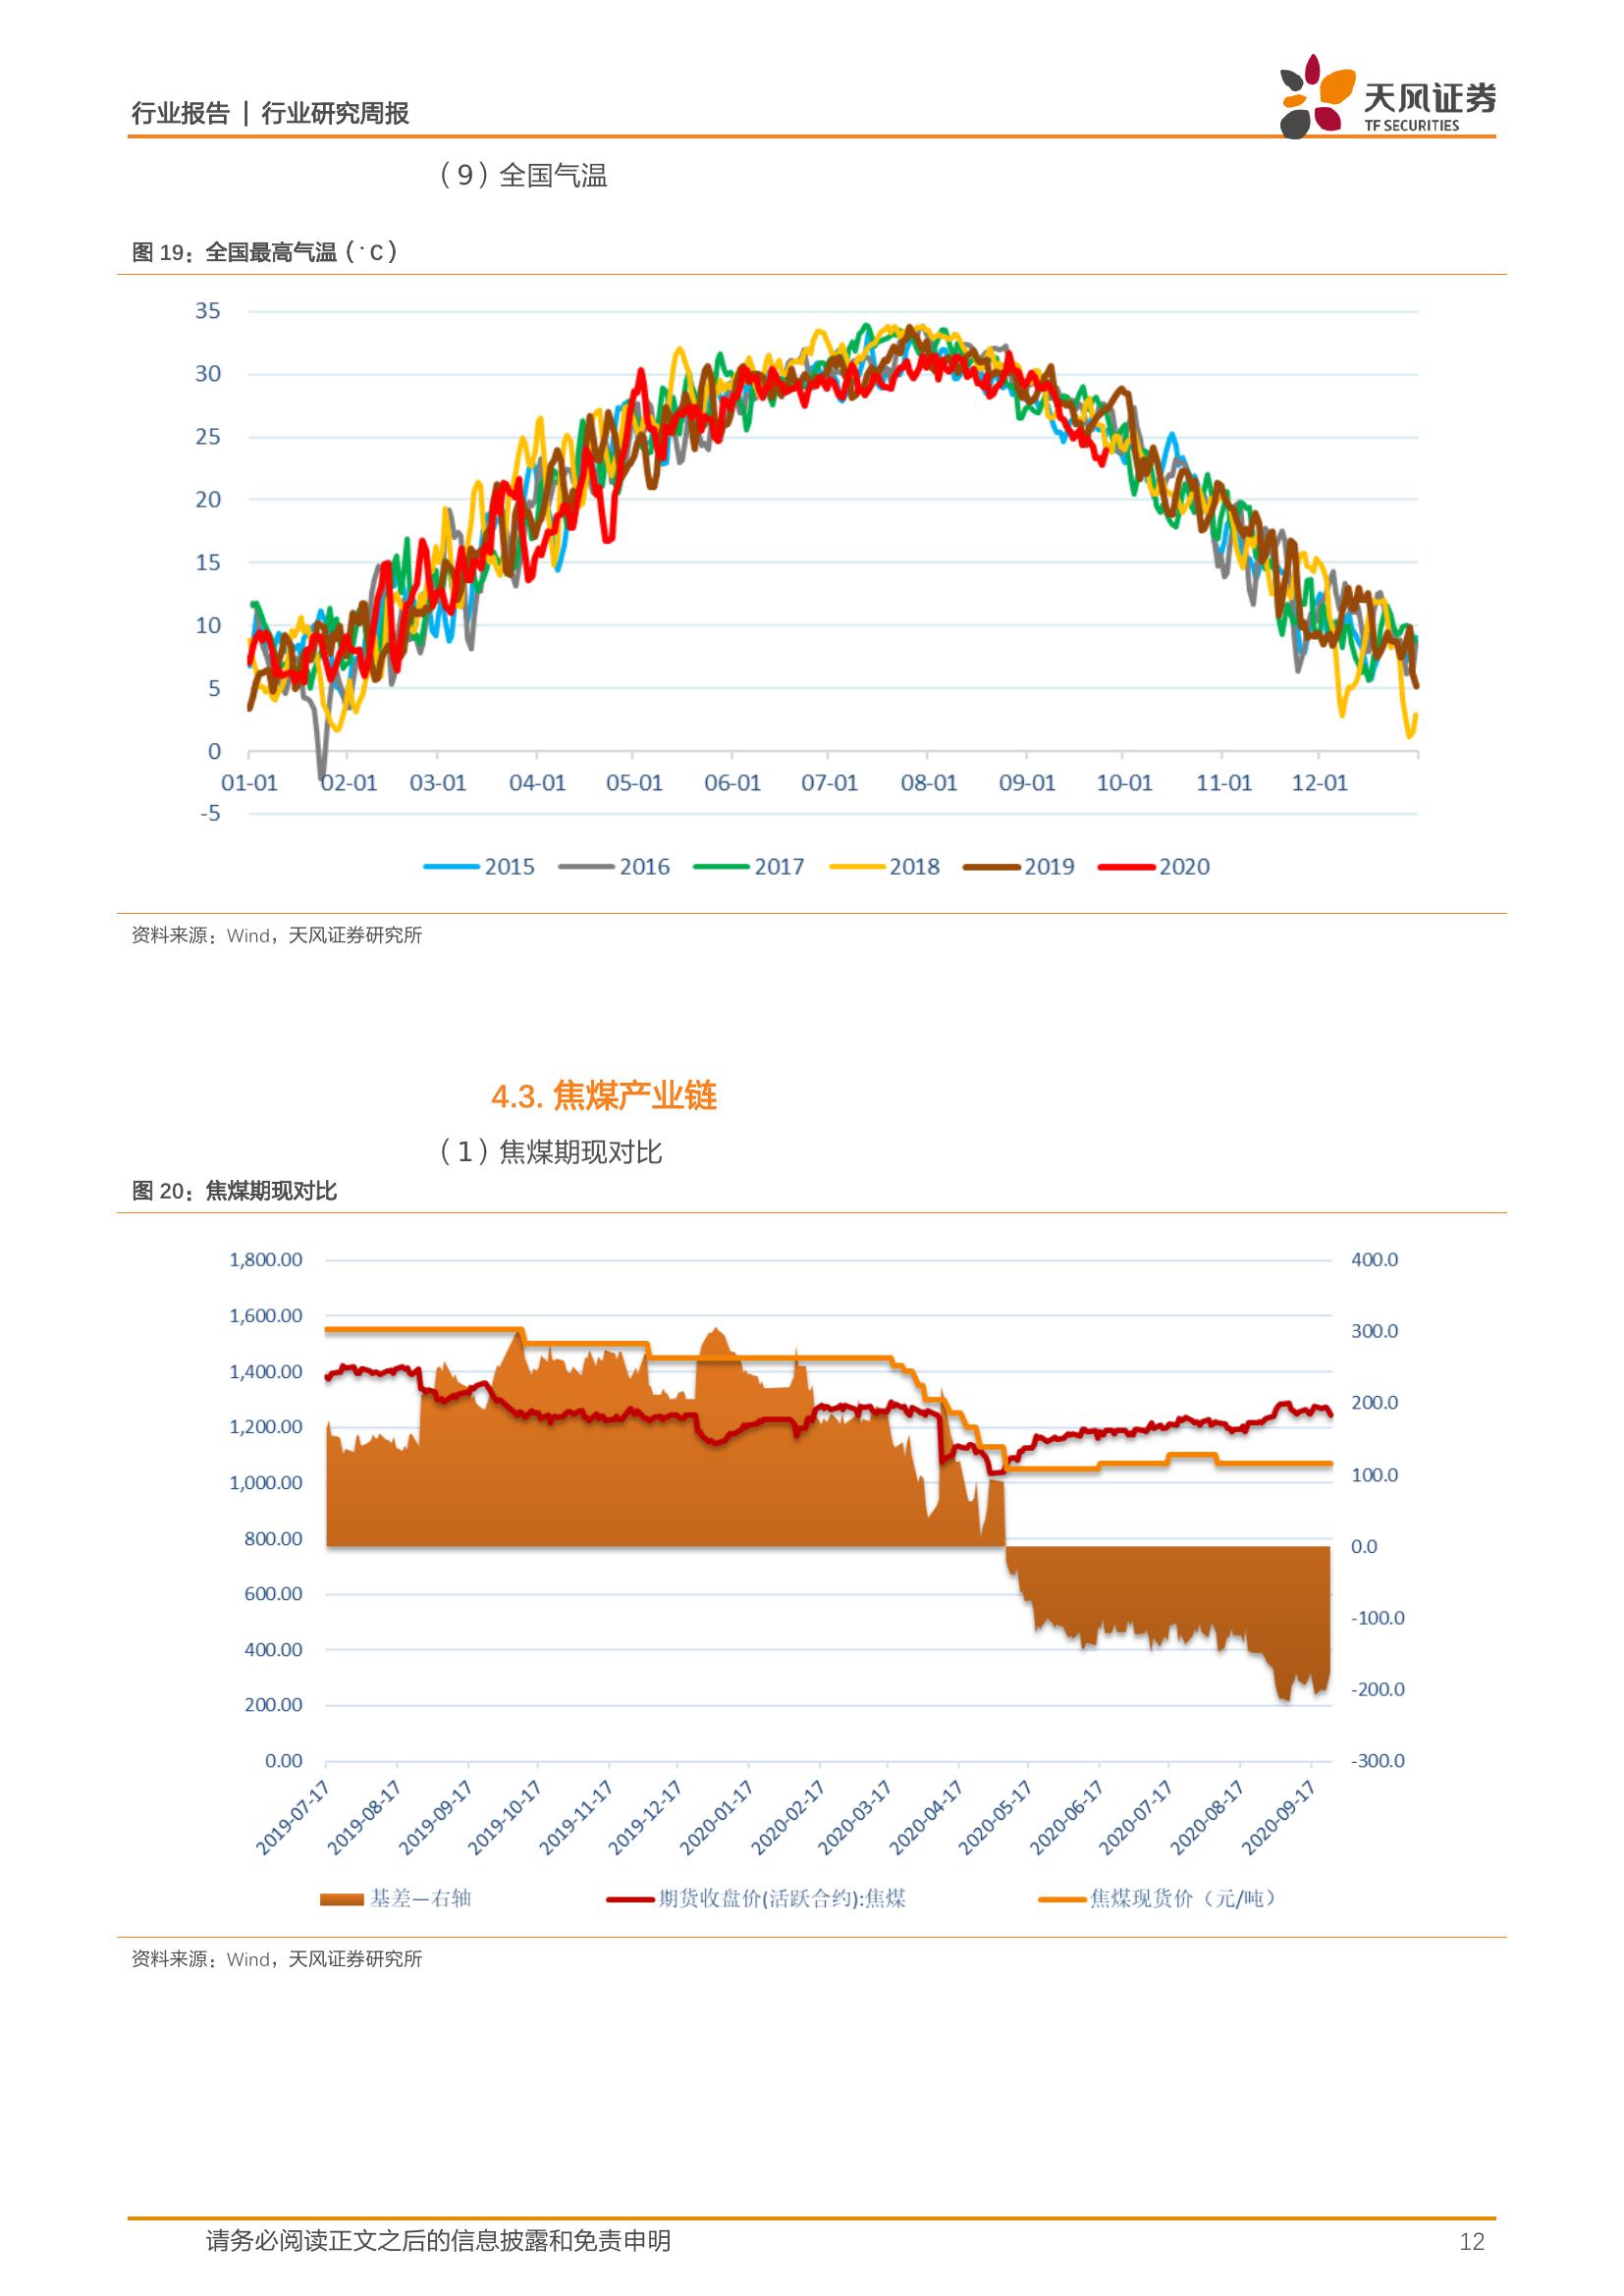 行业报告 | 行业研究周报
天风证券
TF SECURITIES
（9）全国气温
图 19：全国最高气温（˙C）
35
30
25
20
15
10
5
0
01-01 02-01 03-01 04-01 05-01 06-01 07-01 08-01 09-01 10-01 11-01 12-01
-5
2015 2016 2017 2018 2019 2020
资料来源：Wind，天风证券研究所
4.3. 焦煤产业链
（1）焦煤期现对比
图 20：焦煤期现对比
1,800.00 400.0
1,600.00 300.0
1,400.00 200.0
1,200.00 100.0
1,000.00 0.0
800.00 -100.0
600.00 -200.0
400.00 -300.0
200.00
0.00
2019-07-17 2019-08-17 2019-09-17 2019-10-17 2019-11-17 2019-12-17 2020-01-17 2020-02-17 2020-03-17 2020-04-17 2020-05-17 2020-06-17 2020-07-17 2020-08-17 2020-09-17
基差—右轴 期货收盘价(活跃合约):焦煤 焦煤现货价（元/吨）
资料来源：Wind，天风证券研究所
请务必阅读正文之后的信息披露和免责申明 12